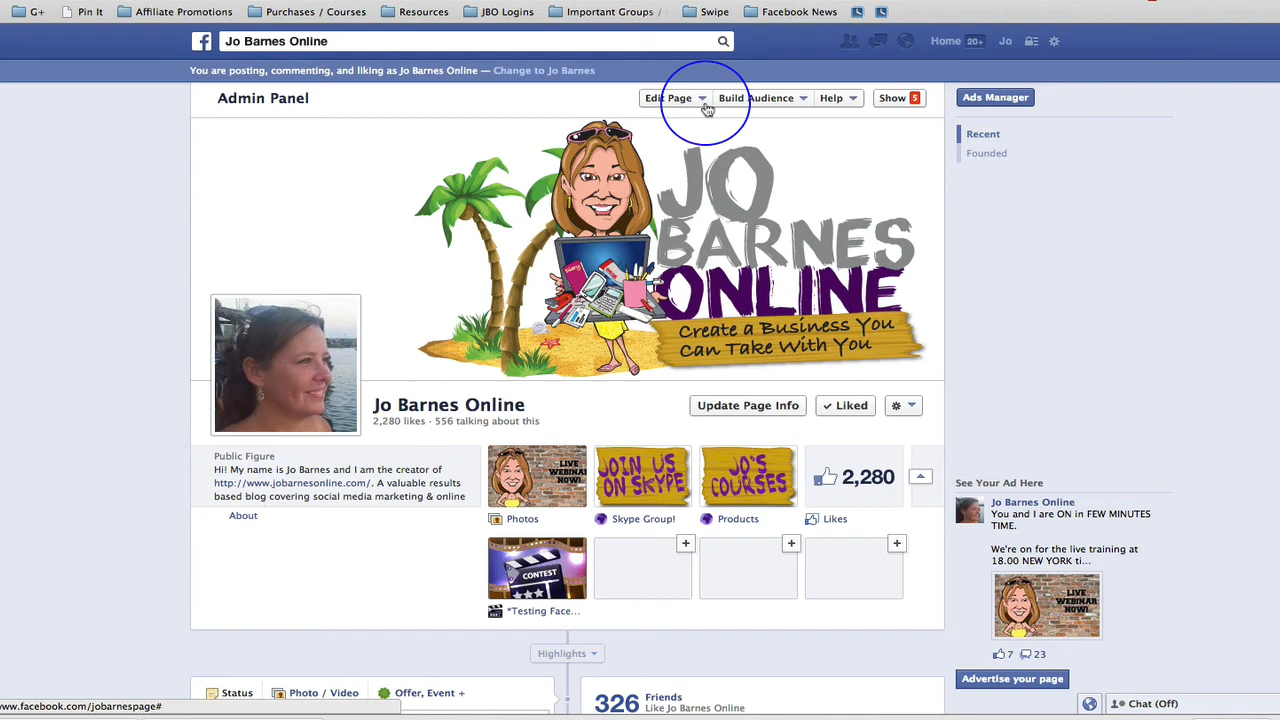 G+ Pin It Affiliate Promotions Purchases / Courses Resources JBO Logins Important Groups / Swipe Facebook News
f Jo Barnes Online Home 20+ Jo
You are posting, commenting, and liking as Jo Barnes Online — Change to Jo Barnes
Admin Panel Edit Page Build Audience Help Show 5 Ads Manager
Recent
Founded
JO
BARNES
ONLINE
Create a Business You
Can Take With You
Jo Barnes Online
2,280 likes · 556 talking about this
Update Page Info ✓ Liked
Public Figure
Hi! My name is Jo Barnes and I am the creator of
http://www.jobarnesonline.com/. A valuable results
based blog covering social media marketing & online
About
LIVE
WEBINAR
NOW!
Photos
JOIN US
ON SKYPE
Skype Group!
JO'S
COURSES
Products
2,280
Likes
CONTEST
*Testing Face...
See Your Ad Here
Jo Barnes Online
You and I are ON in FEW MINUTES
TIME.
We're on for the live training at
18.00 NEW YORK ti...
LIVE
WEBINAR
NOW!
7 23
Advertise your page
Highlights
Status Photo / Video Offer, Event +
326 Friends
Like Jo Barnes Online
www.facebook.com/jobarnespage#
Chat (Off)